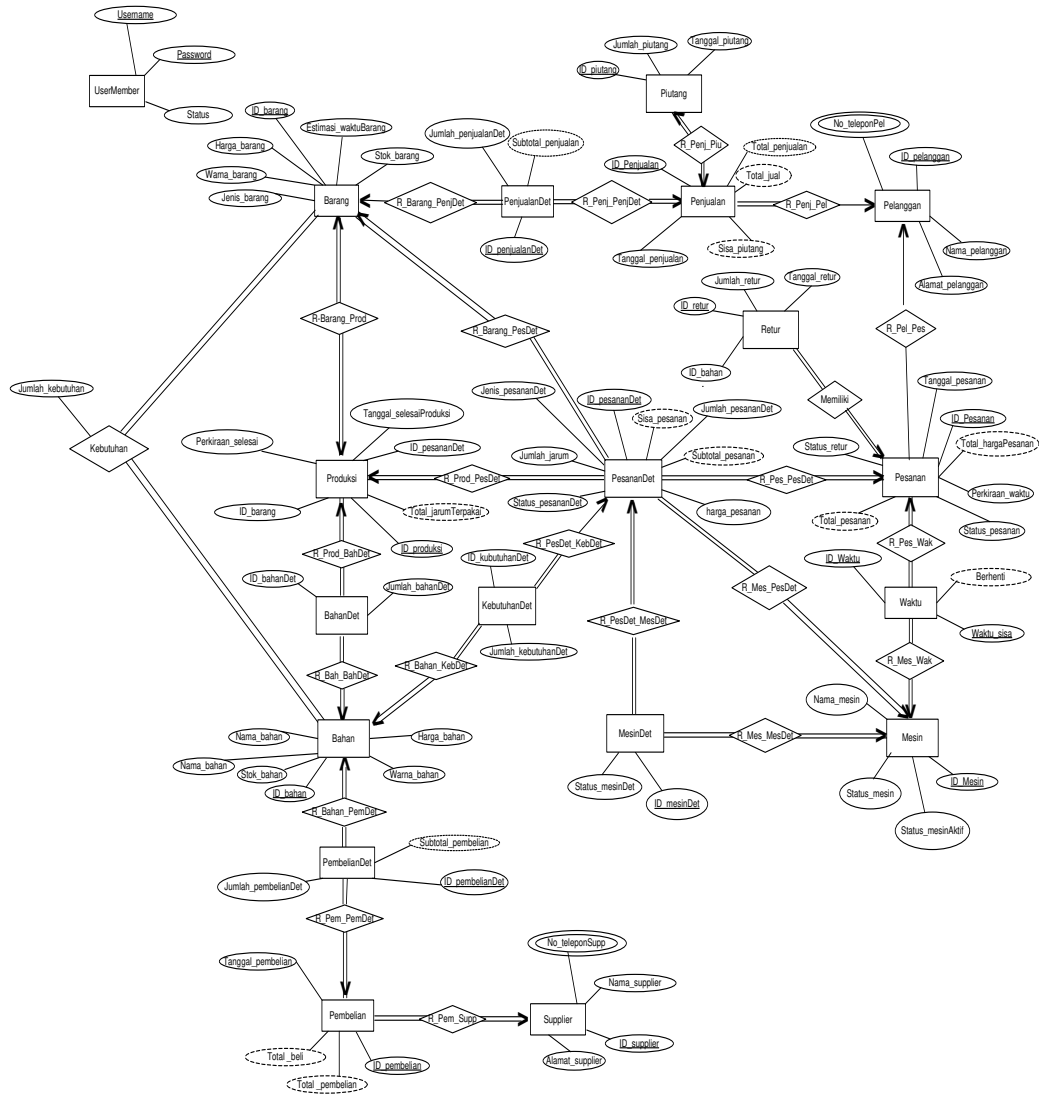 Username
Password
UserMember
Status
Jumlah_piutang
Tanggal_piutang
ID_piutang
Piutang
R_Penj_Piu
ID_barang
Estimasi_waktuBarang
Harga_barang
Stok_barang
Warna_barang
Jenis_barang
Barang
R_Barang_PenjDet
Jumlah_penjualanDet
Subtotal_penjualan
PenjualanDet
ID_penjualanDet
R_Penj_PenjDet
ID_Penjualan
Total_penjualan
Total_jual
Penjualan
Tanggal_penjualan
Sisa_piutang
R_Penj_Pel
No_teleponPel
ID_pelanggan
Pelanggan
Nama_pelanggan
Alamat_pelanggan
Jumlah_retur
Tanggal_retur
ID_retur
Retur
ID_bahan
R_Pel_Pes
R-Barang_Prod
R_Barang_PesDet
Memiliki
Jumlah_kebutuhan
Kebutuhan
Jenis_pesananDet
ID_pesananDet
Sisa_pesanan
Jumlah_pesananDet
Subtotal_pesanan
Tanggal_pesanan
ID_Pesanan
Total_hargaPesanan
Status_retur
Tanggal_selesaiProduksi
Perkiraan_selesai
ID_pesananDet
Jumlah_jarum
Produksi
R_Prod_PesDet
PesananDet
R_Pes_PesDet
Pesanan
Perkiraan_waktu
Status_pesananDet
harga_pesanan
Total_pesanan
Status_pesanan
ID_barang
Total_jarumTerpakai
ID_produksi
R_Prod_BahDet
R_PesDet_KebDet
R_Pes_Wak
ID_kubutuhanDet
ID_Waktu
Berhenti
ID_bahanDet
Jumlah_bahanDet
R_Mes_PesDet
KebutuhanDet
Waktu
BahanDet
R_PesDet_MesDet
Waktu_sisa
Jumlah_kebutuhanDet
R_Bahan_KebDet
R_Bah_BahDet
R_Mes_Wak
Nama_mesin
Nama_bahan
Bahan
Harga_bahan
MesinDet
R_Mes_MesDet
Mesin
Nama_bahan
Stok_bahan
Warna_bahan
ID_bahan
Status_mesinDet
ID_mesinDet
Status_mesin
ID_Mesin
Status_mesinAktif
R_Bahan_PemDet
Subtotal_pembelian
PembelianDet
Jumlah_pembelianDet
ID_pembelianDet
R_Pem_PemDet
No_teleponSupp
Tanggal_pembelian
Nama_supplier
Pembelian
R_Pem_Supp
Supplier
Total_beli
ID_pembelian
Total_pembelian
ID_supplier
Alamat_supplier